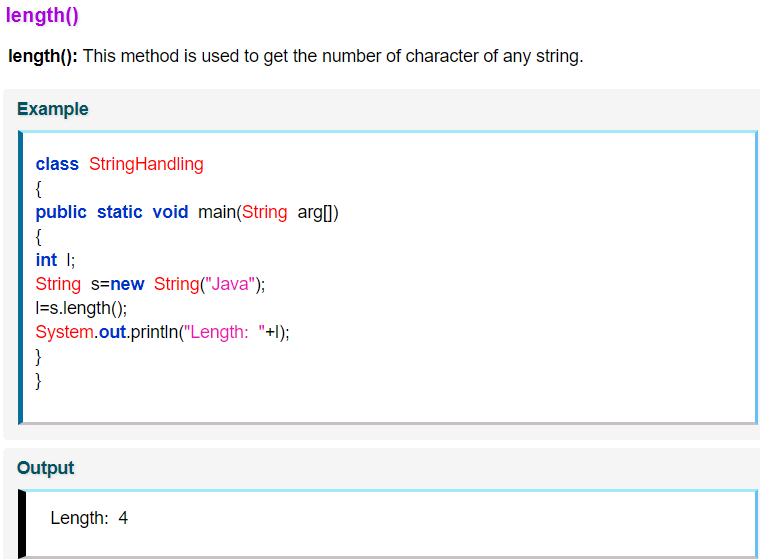 length()
length(): This method is used to get the number of character of any string.
Example
class StringHandling
{
public static void main(String arg[])
{
int l;
String s=new String("Java");
l=s.length();
System.out.println("Length: "+l);
}
}
Output
Length: 4